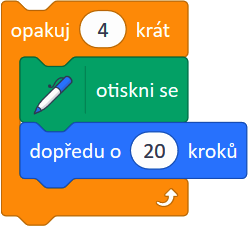 opakuj 4 krát
otiskni se
dopředu o 20 kroků